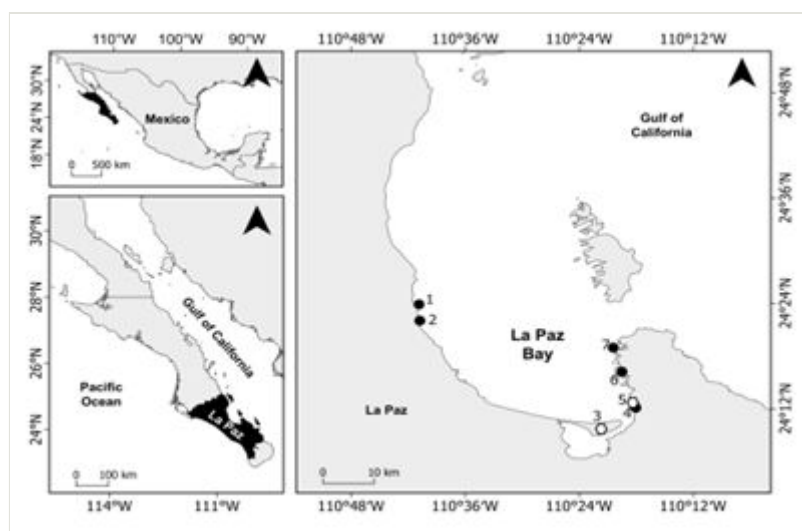 110°W 100°W 90°W
30°N
24°N
18°N
Mexico
0 500 km
30°N
28°N
26°N
24°N
Gulf of California
Pacific
Ocean
La Paz
0 100 km
114°W 111°W
110°48'W 110°36'W 110°24'W 110°12'W
24°48'N
24°36'N
24°24'N
24°12'N
Gulf of
California
1
2
La Paz
Bay
7
6
5
4
3
La Paz
0 10 km
110°48'W 110°36'W 110°24'W 110°12'W